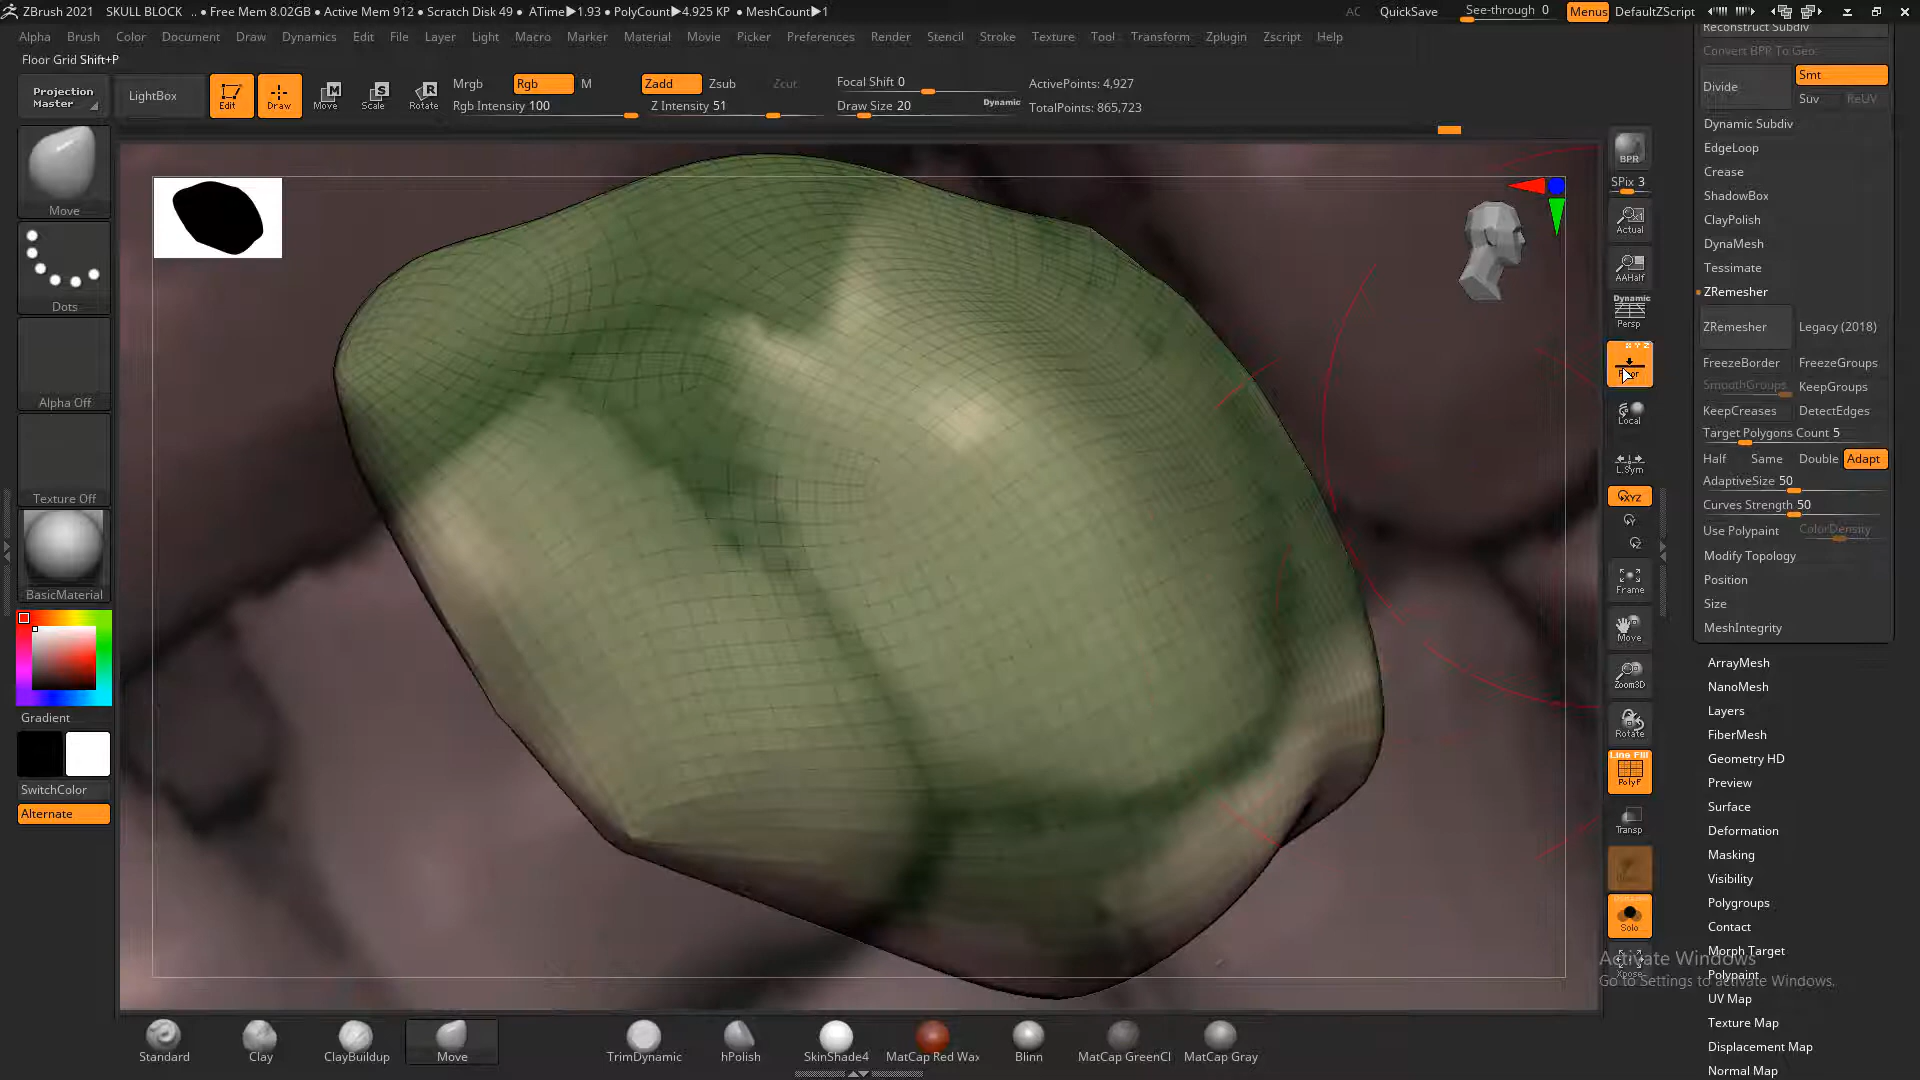 ZBrush 2021 SKULL BLOCK .. • Free Mem 8.02GB • Active Mem 912 • Scratch Disk 49 • ATime▶1.93 • PolyCount▶4.925 KP • MeshCount▶1 AC QuickSave See-through 0 Menus DefaultZScript
Alpha Brush Color Document Draw Dynamics Edit File Layer Light Macro Marker Material Movie Picker Preferences Render Stencil Stroke Texture Tool Transform Zplugin Zscript Help
Floor Grid Shift+P
Projection Master
LightBox
Edit
Draw
Move
Scale
Rotate
Mrgb Rgb M
Rgb Intensity 100
Zadd Zsub Zcut
Z Intensity 51
Focal Shift 0
Draw Size 20
Dynamic
ActivePoints: 4,927
TotalPoints: 865,723
Move
Dots
Alpha Off
Texture Off
BasicMaterial
Gradient
SwitchColor
Alternate
BPR
SPix 3
Actual
AAHalf
Dynamic
Persp
X Y Z
Local
L.Sym
XYZ
Y
Z
Frame
Move
Zoom3D
Rotate
Line Fill
PolyF
Transp
Solo
Xpose
Reconstruct Subdiv
Convert BPR To Geo
Divide
Smt
Suv ReUV
Dynamic Subdiv
EdgeLoop
Crease
ShadowBox
ClayPolish
DynaMesh
Tessimate
ZRemesher
ZRemesher Legacy (2018)
FreezeBorder FreezeGroups
SmoothGroups KeepGroups
KeepCreases DetectEdges
Target Polygons Count 5
Half Same Double Adapt
AdaptiveSize 50
Curves Strength 50
Use Polypaint ColorDensity
Modify Topology
Position
Size
MeshIntegrity
ArrayMesh
NanoMesh
Layers
FiberMesh
Geometry HD
Preview
Surface
Deformation
Masking
Visibility
Polygroups
Contact
Morph Target
Polypaint
UV Map
Texture Map
Displacement Map
Normal Map
Activate Windows
Go to Settings to activate Windows.
Standard Clay ClayBuildup Move TrimDynamic hPolish SkinShade4 MatCap Red Wax Blinn MatCap GreenCl MatCap Gray